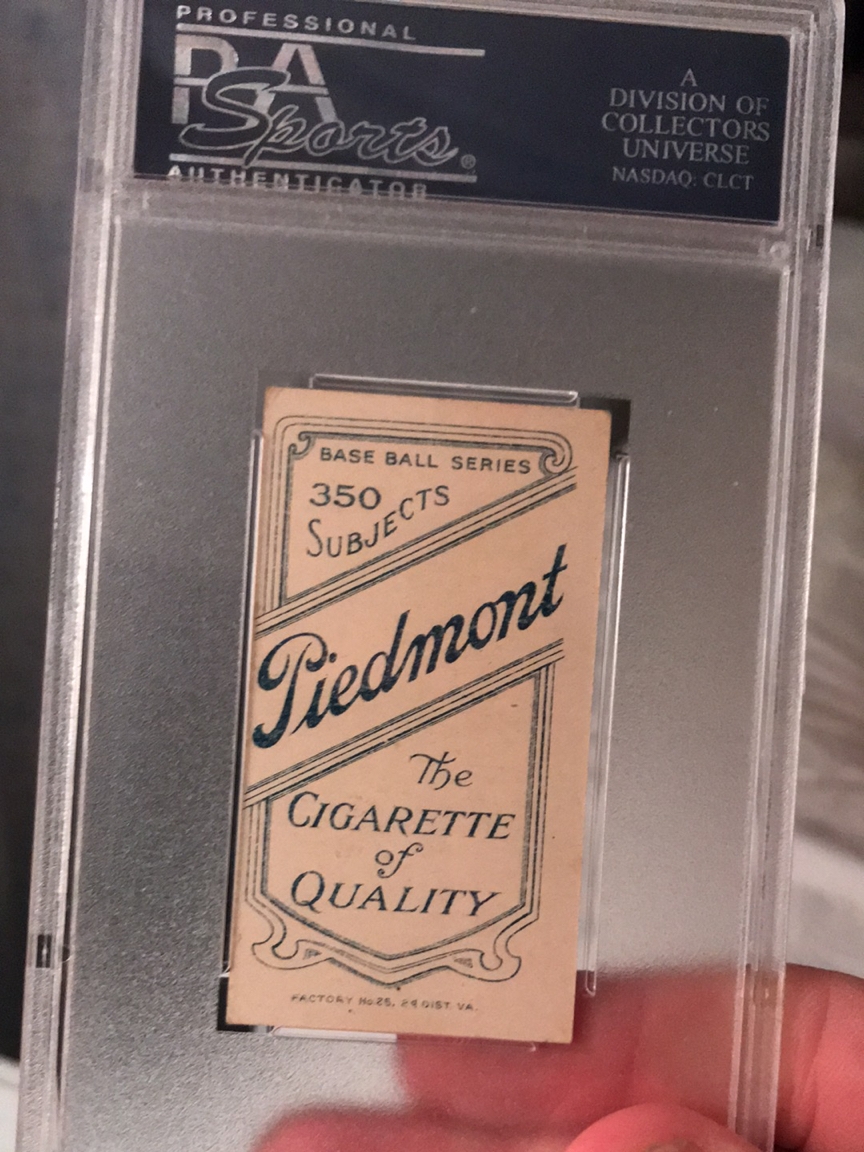 PROFESSIONAL
PSA
Sports®
AUTHENTICATOR
A
DIVISION OF
COLLECTORS
UNIVERSE
NASDAQ: CLCT
BASE BALL SERIES
350
SUBJECTS
Piedmont
The
CIGARETTE
of
QUALITY
FACTORY No. 25, 2d DIST. VA.